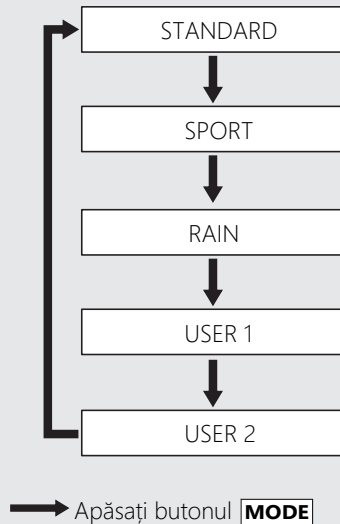 STANDARD
SPORT
RAIN
USER 1
USER 2
Apăsați butonul MODE